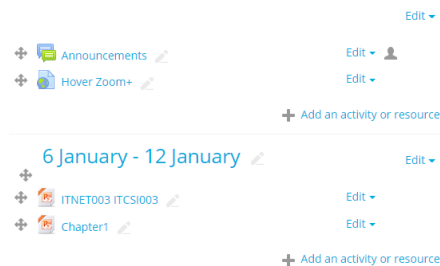 Edit
Announcements Edit
Hover Zoom+ Edit
Add an activity or resource
6 January - 12 January Edit
ITNET003 ITCSI003 Edit
Chapter1 Edit
Add an activity or resource